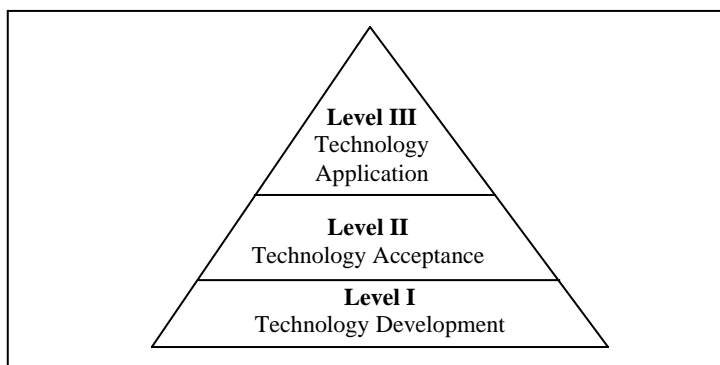 Level III
Technology
Application
Level II
Technology Acceptance
Level I
Technology Development